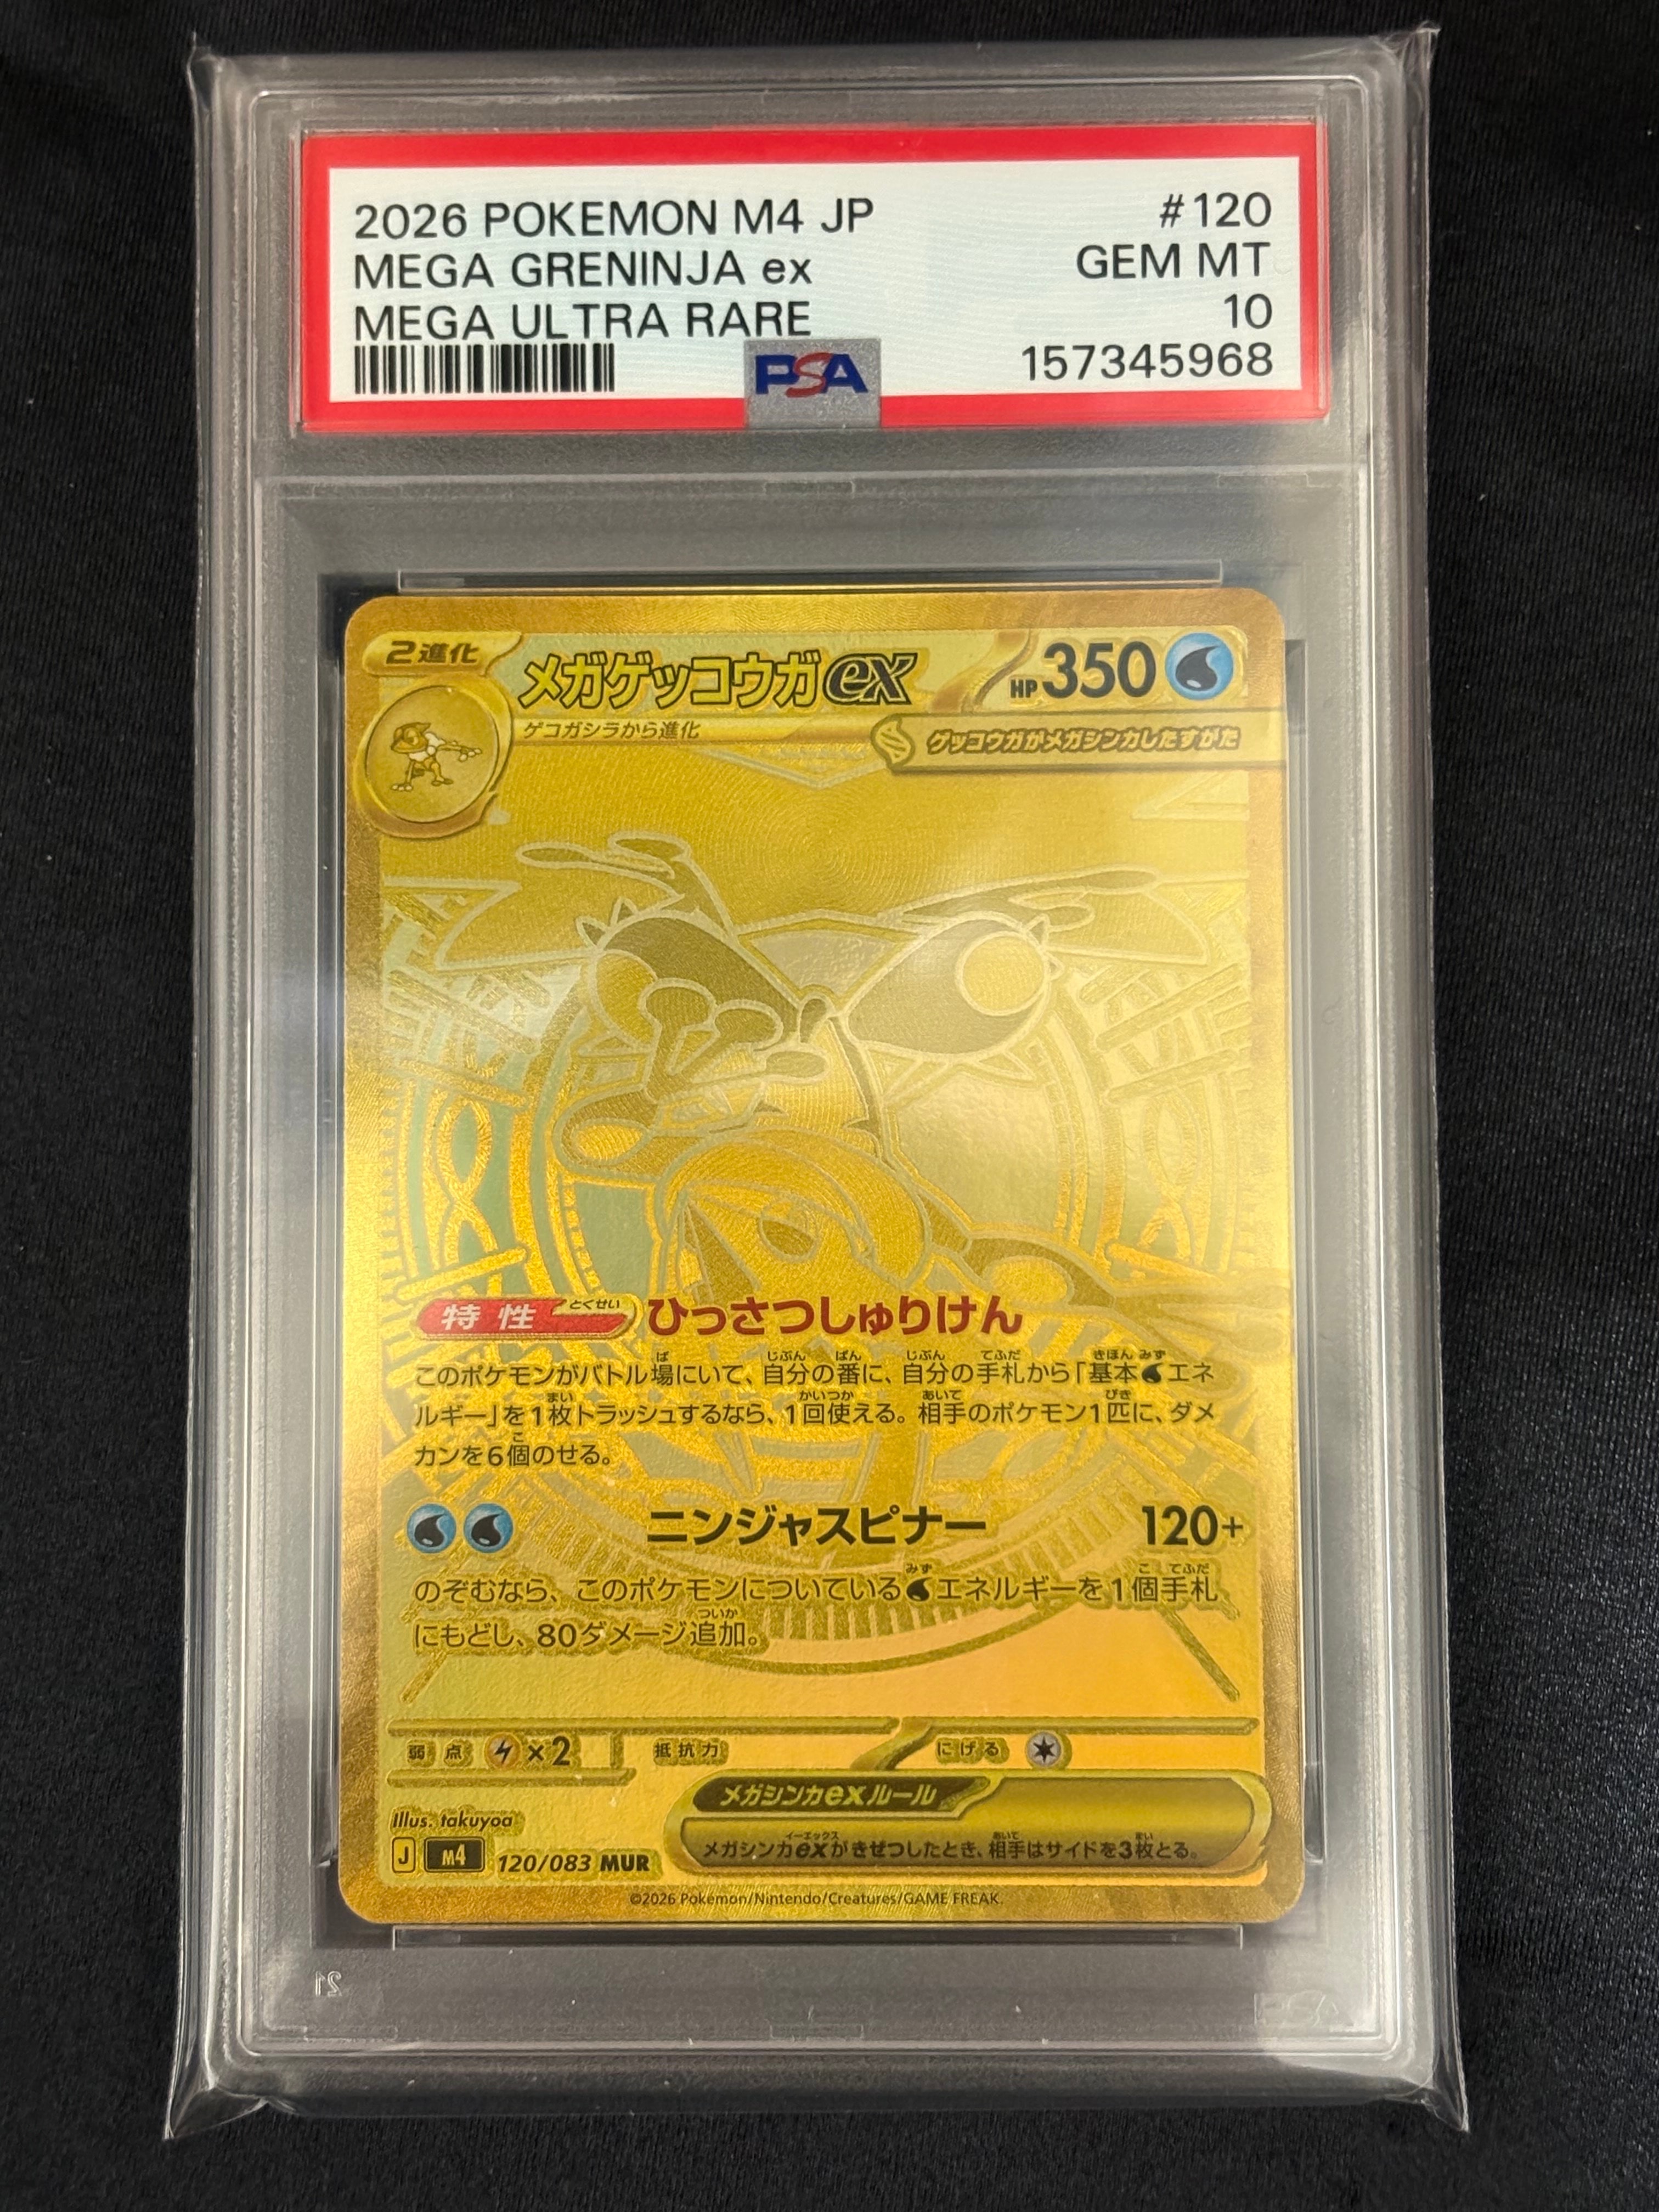 2026 POKEMON M4 JP #120
MEGA GRENINJA ex GEM MT
MEGA ULTRA RARE 10
PSA 157345968
2進化 メガゲッコウガex HP350
ゲコガシラから進化
ゲッコウガがメガシンカしたすがた
特性 とくせい ひっさつしゅりけん
このポケモンがバトル場にいて、自分の番に、自分の手札から「基本エネ
ルギー」を1枚トラッシュするなら、1回使える。相手のポケモン1匹に、ダメ
カンを6個のせる。
ニンジャスピナー 120+
のぞむなら、このポケモンについているエネルギーを1個手札
にもどし、80ダメージ追加。
弱点 ×2 抵抗力 にげる
メガシンカexルール
メガシンカexがきぜつしたとき、相手はサイドを3枚とる。
Illus. takuyoa
J M4 120/083 MUR
©2026 Pokémon/Nintendo/Creatures/GAME FREAK.